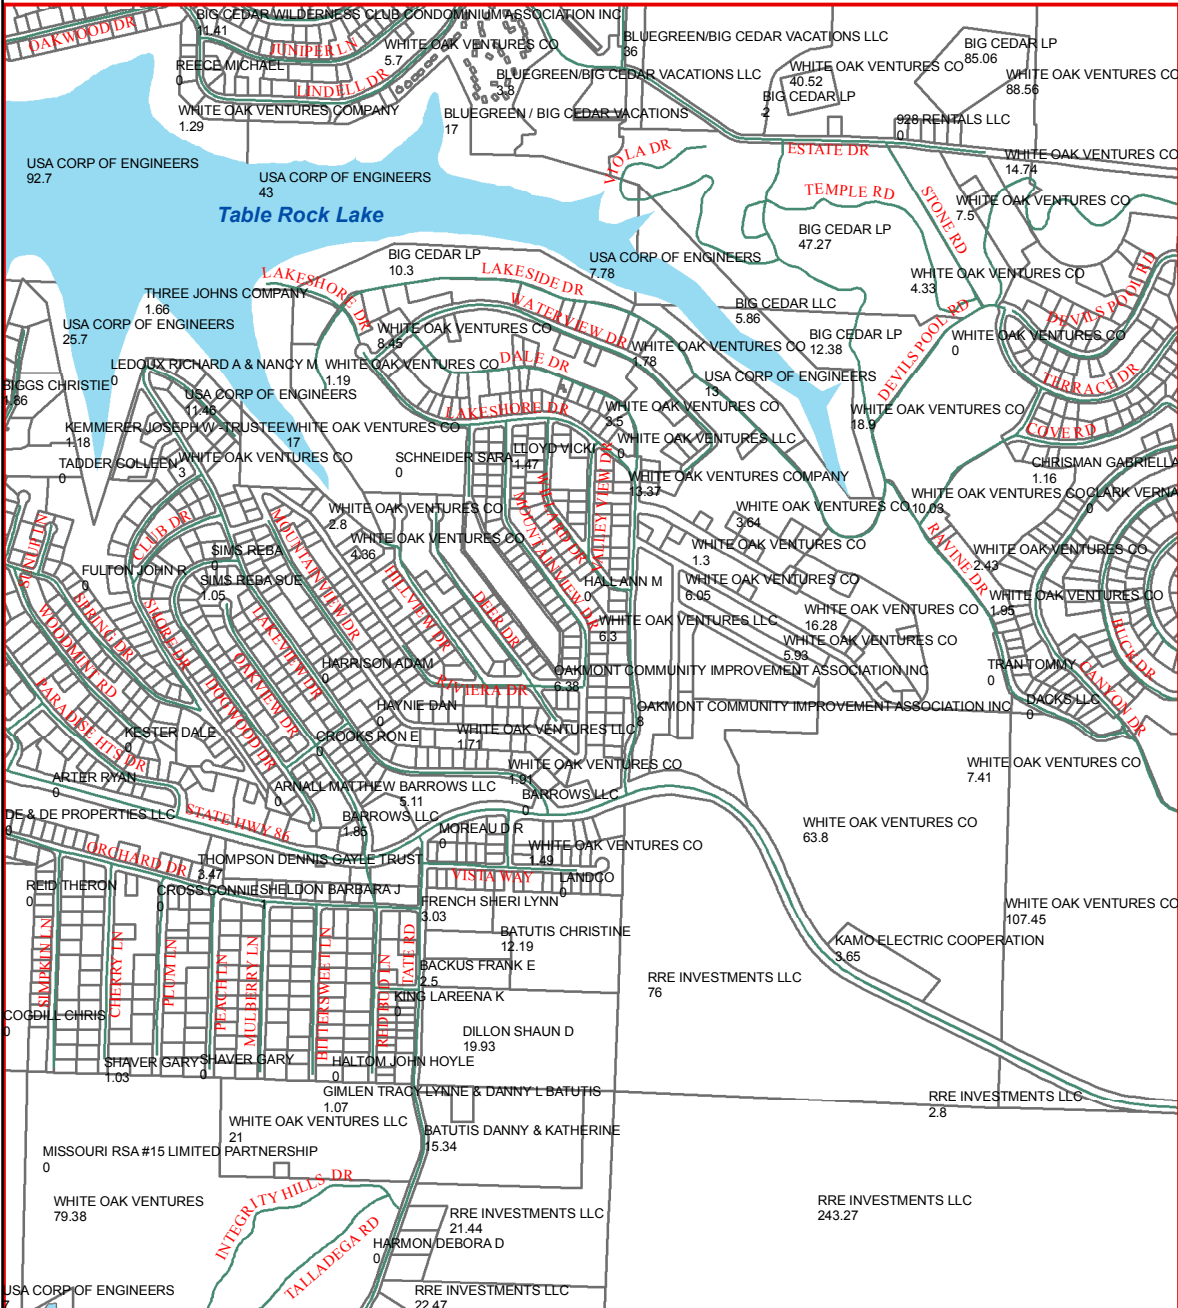 BIG CEDAR WILDERNESS CLUB CONDOMINIUM ASSOCIATION INC
11.41
OAKWOOD DR
JUNIPER LN
WHITE OAK VENTURES CO
5.7
BLUEGREEN/BIG CEDAR VACATIONS LLC
36
BIG CEDAR LP
85.06
REECE MICHAEL
0
LINDELL DR
BLUEGREEN/BIG CEDAR VACATIONS LLC
3.8
WHITE OAK VENTURES CO
40.52
WHITE OAK VENTURES CO
88.56
BIG CEDAR LP
2
WHITE OAK VENTURES COMPANY
1.29
BLUEGREEN / BIG CEDAR VACATIONS
17
928 RENTALS LLC
0
VIOLA DR
ESTATE DR
WHITE OAK VENTURES CO
14.74
USA CORP OF ENGINEERS
92.7
USA CORP OF ENGINEERS
43
TEMPLE RD
STONE RD
WHITE OAK VENTURES CO
7.5
Table Rock Lake
BIG CEDAR LP
47.27
BIG CEDAR LP
10.3
USA CORP OF ENGINEERS
7.78
LAKESHORE DR
LAKESIDE DR
WHITE OAK VENTURES CO
4.33
DEVILS POOL RD
THREE JOHNS COMPANY
1.66
WATERVIEW DR
BIG CEDAR LLC
5.86
DEVILS POOL RD
USA CORP OF ENGINEERS
25.7
WHITE OAK VENTURES CO
8.45
BIG CEDAR LP
12.38
WHITE OAK VENTURES CO
0
WHITE OAK VENTURES CO
1.78
DALE DR
LEDOUX RICHARD A & NANCY M
0
WHITE OAK VENTURES CO
1.19
USA CORP OF ENGINEERS
13
TERRACE DR
BIGGS CHRISTIE
1.86
USA CORP OF ENGINEERS
11.46
LAKESHORE DR
WHITE OAK VENTURES CO
3.5
WHITE OAK VENTURES CO
18.9
COVE RD
KEMMERER JOSEPH W -TRUSTEE
1.18
WHITE OAK VENTURES CO
17
WHITE OAK VENTURES LLC
0
LLOYD VICKI
1.47
TADDER COLLEEN
0
WHITE OAK VENTURES CO
3
SCHNEIDER SARA
0
CHRISMAN GABRIELLA
1.16
WHITE OAK VENTURES COMPANY
13.37
WHITE OAK VENTURES CO
10.03
CLARK VERNA
0
WHITE OAK VENTURES CO
2.8
WHITE OAK VENTURES CO
3.64
SUNUP LN
CLUB DR
MOUNTAINVIEW DR
WILLARD DR
VALLEY VIEW DR
MOUNTAINVIEW DR
WHITE OAK VENTURES CO
4.36
WHITE OAK VENTURES CO
1.3
RAVINE DR
WHITE OAK VENTURES CO
2.43
SIMS REBA
0
FULTON JOHN R
0
SIMS REBA SUE
1.05
HALL ANN M
0
WHITE OAK VENTURES CO
6.05
WHITE OAK VENTURES CO
1.95
SPRING DR
WOODMINT RD
SHORE DR
LAKEVIEW DR
HILLVIEW DR
DEER DR
WHITE OAK VENTURES CO
16.28
WHITE OAK VENTURES LLC
6.3
WHITE OAK VENTURES CO
5.93
BUCK DR
HARRISON ADAM
0
OAKMONT COMMUNITY IMPROVEMENT ASSOCIATION INC
6.38
TRAN TOMMY
0
CANYON DR
PARADISE HTS DR
DOGWOOD DR
OAKVIEW DR
RIVIERA DR
HAYNIE DAN
0
OAKMONT COMMUNITY IMPROVEMENT ASSOCIATION INC
8
DACKS LLC
0
KESTER DALE
0
CROOKS RON E
0
WHITE OAK VENTURES LLC
1.71
WHITE OAK VENTURES CO
1.91
WHITE OAK VENTURES CO
7.41
ARTER RYAN
0
ARNALL MATTHEW
0
BARROWS LLC
5.11
BARROWS LLC
0
DE & DE PROPERTIES LLC
0
STATE HWY 86
BARROWS LLC
1.85
MOREAU D R
0
WHITE OAK VENTURES CO
63.8
ORCHARD DR
THOMPSON DENNIS GAYLE TRUST
3.47
WHITE OAK VENTURES CO
1.49
VISTA WAY
LANDCO
0
REID THERON
0
CROSS CONNIE
0
SHELDON BARBARA J
1
FRENCH SHERI LYNN
3.03
WHITE OAK VENTURES CO
107.45
BATUTIS CHRISTINE
12.19
KAMO ELECTRIC COOPERATION
3.65
SIMPKIN LN
CHERRY LN
PLUM LN
PEACH LN
MULBERRY LN
BITTERSWEET LN
RED BUD LN
TATE RD
BACKUS FRANK E
2.5
RRE INVESTMENTS LLC
76
KING LAREENA K
0
COGDILL CHRIS
0
DILLON SHAUN D
19.93
SHAVER GARY
1.03
SHAVER GARY
0
HALTOM JOHN HOYLE
0
GIMLEN TRACY LYNNE & DANNY L BATUTIS
1.07
RRE INVESTMENTS LLC
2.8
WHITE OAK VENTURES LLC
21
BATUTIS DANNY & KATHERINE
15.34
MISSOURI RSA #15 LIMITED PARTNERSHIP
0
INTEGRITY HILLS DR
WHITE OAK VENTURES
79.38
RRE INVESTMENTS LLC
243.27
RRE INVESTMENTS LLC
21.44
TALLADEGA RD
HARMON DEBORA D
0
USA CORP OF ENGINEERS
7
RRE INVESTMENTS LLC
22.47